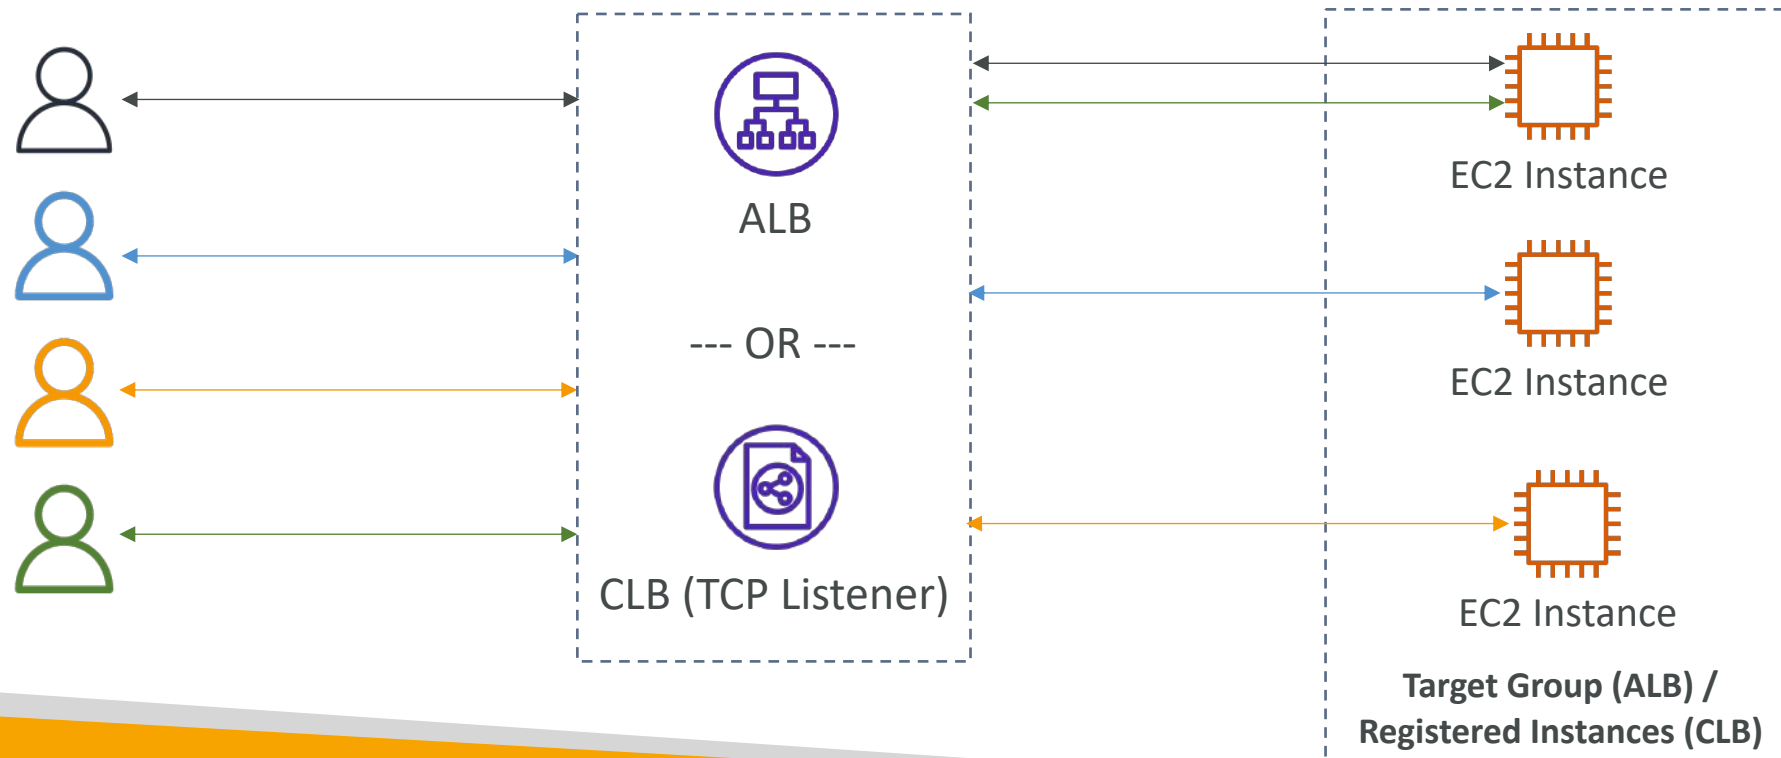 ALB
--- OR ---
CLB (TCP Listener)
EC2 Instance
EC2 Instance
EC2 Instance
Target Group (ALB) /
Registered Instances (CLB)